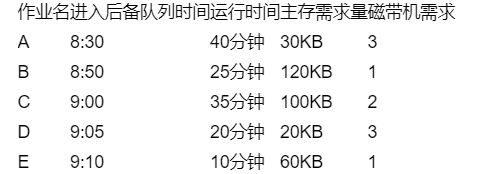 作业名进入后备队列时间运行时间主存需求量磁带机需求
A 8:30 40分钟 30KB 3
B 8:50 25分钟 120KB 1
C 9:00 35分钟 100KB 2
D 9:05 20分钟 20KB 3
E 9:10 10分钟 60KB 1